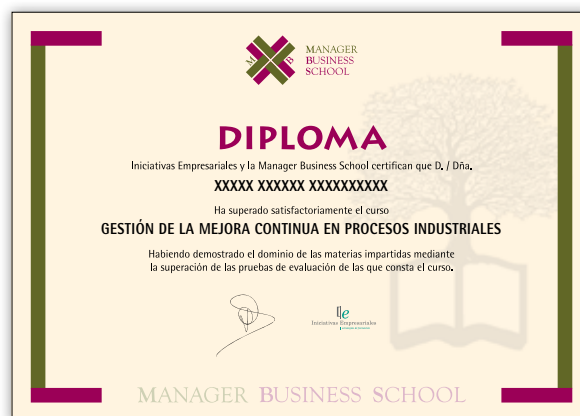 MANAGER
BUSINESS
SCHOOL
M B
DIPLOMA
Iniciativas Empresariales y la Manager Business School certifican que D. / Dña.
XXXXX XXXXXX XXXXXXXXXX
Ha superado satisfactoriamente el curso
GESTIÓN DE LA MEJORA CONTINUA EN PROCESOS INDUSTRIALES
Habiendo demostrado el dominio de las materias impartidas mediante
la superación de las pruebas de evaluación de las que consta el curso.
Iniciativas Empresariales
MANAGER BUSINESS SCHOOL